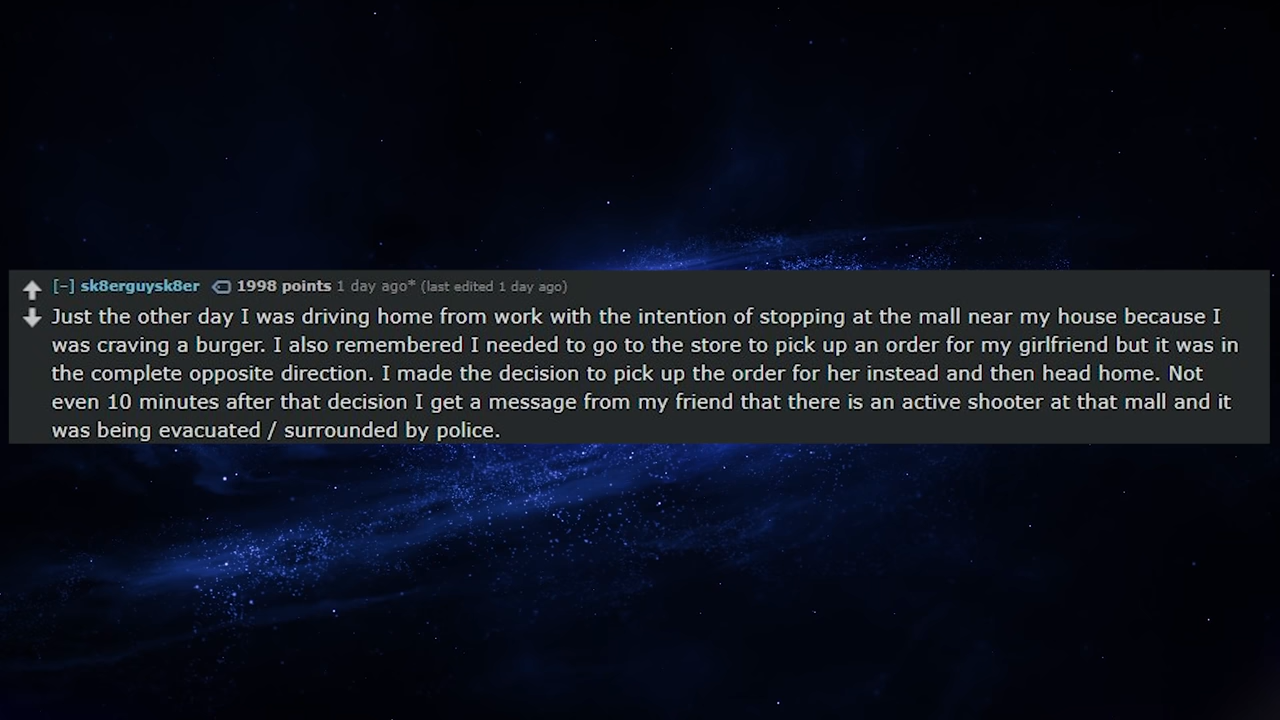 [-] sk8erguysk8er 1998 points 1 day ago* (last edited 1 day ago)
Just the other day I was driving home from work with the intention of stopping at the mall near my house because I
was craving a burger. I also remembered I needed to go to the store to pick up an order for my girlfriend but it was in
the complete opposite direction. I made the decision to pick up the order for her instead and then head home. Not
even 10 minutes after that decision I get a message from my friend that there is an active shooter at that mall and it
was being evacuated / surrounded by police.